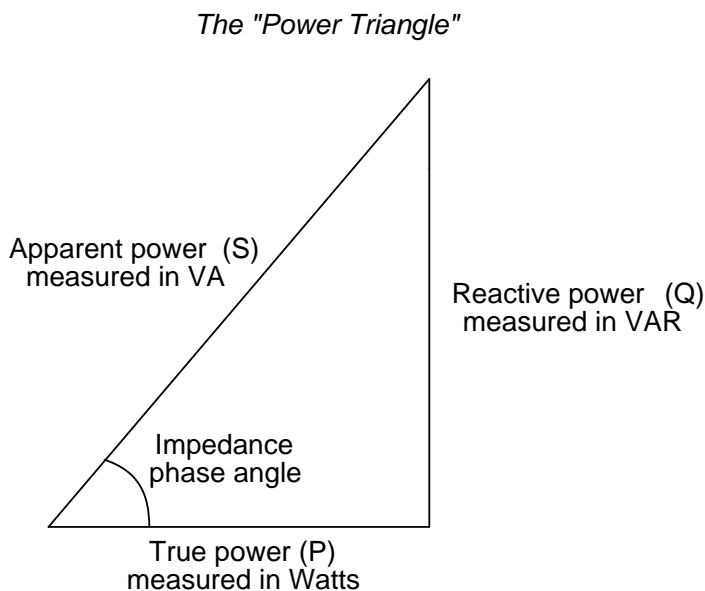 The "Power Triangle"
Apparent power (S)
measured in VA
Reactive power (Q)
measured in VAR
Impedance
phase angle
True power (P)
measured in Watts